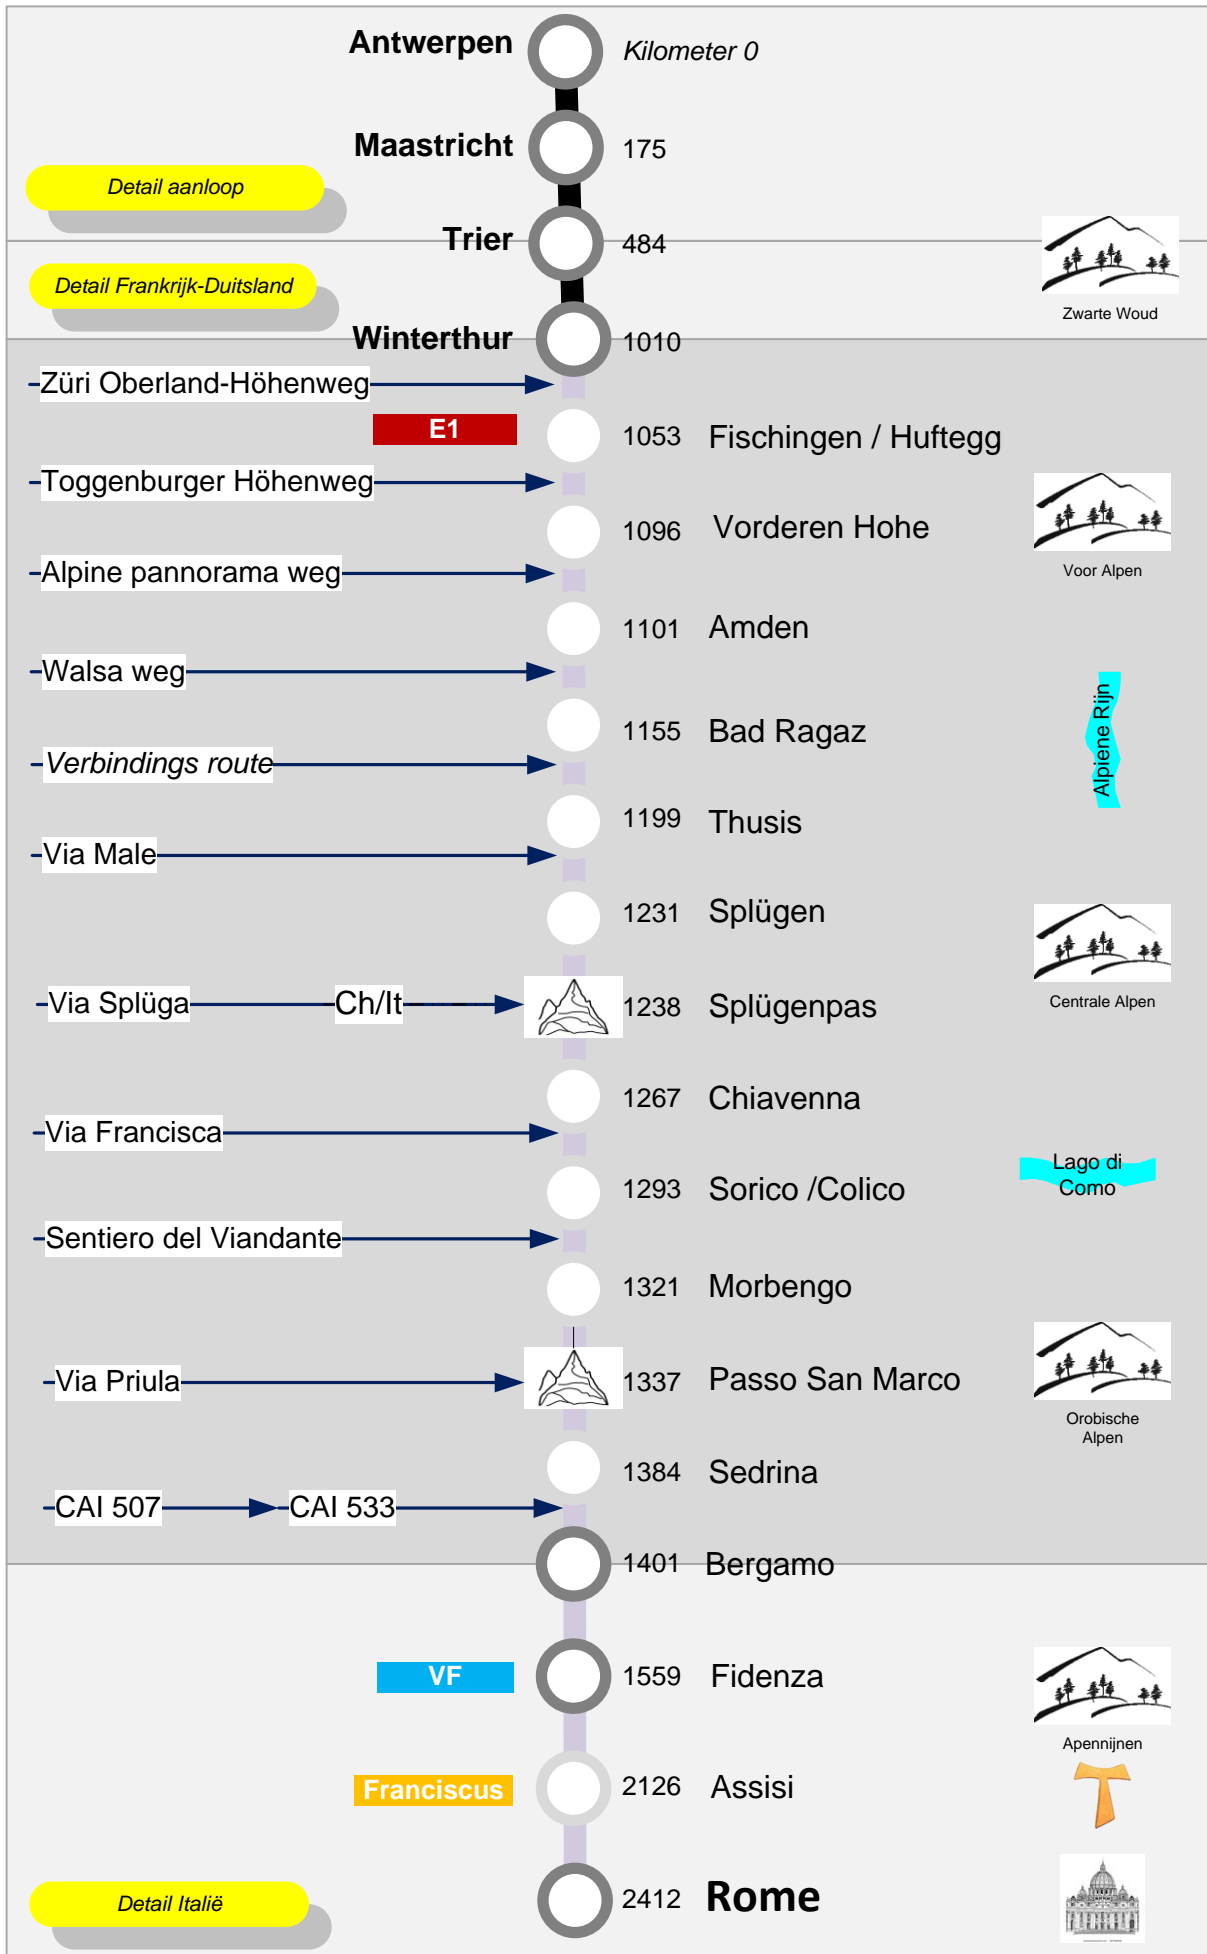 Antwerpen
Kilometer 0
Maastricht
175
Detail aanloop
Trier
484
Detail Frankrijk-Duitsland
Zwarte Woud
Winterthur
1010
Züri Oberland-Höhenweg
E1
1053
Fischingen / Huftegg
Toggenburger Höhenweg
1096
Vorderen Hohe
Voor Alpen
Alpine pannorama weg
1101
Amden
Walsa weg
1155
Bad Ragaz
Alpiene Rijn
Verbindings route
1199
Thusis
Via Male
1231
Splügen
Centrale Alpen
Via Splüga
Ch/It
1238
Splügenpas
1267
Chiavenna
Via Francisca
Lago di
Como
1293
Sorico /Colico
Sentiero del Viandante
1321
Morbengo
Via Priula
1337
Passo San Marco
Orobische
Alpen
1384
Sedrina
CAI 507
CAI 533
1401
Bergamo
VF
1559
Fidenza
Apennijnen
Franciscus
2126
Assisi
Detail Italië
2412
Rome